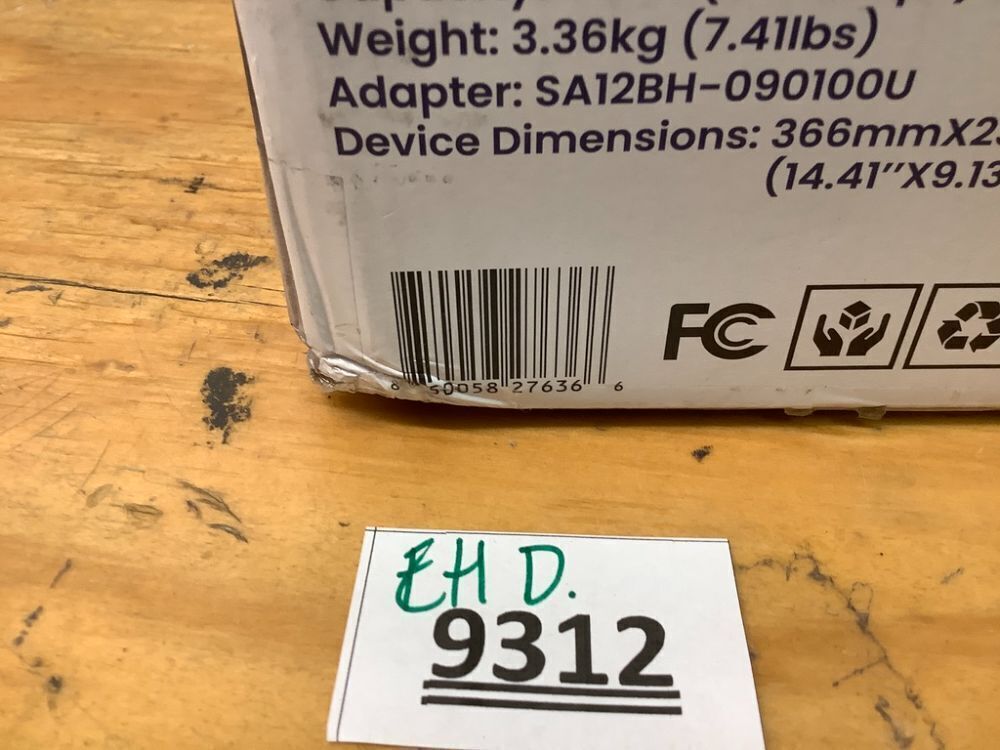 Weight: 3.36kg (7.41lbs)
Adapter: SA12BH-090100U
Device Dimensions: 366mmX2
(14.41"X9.13
8 50058 27636 6
FC
EH D.
9312